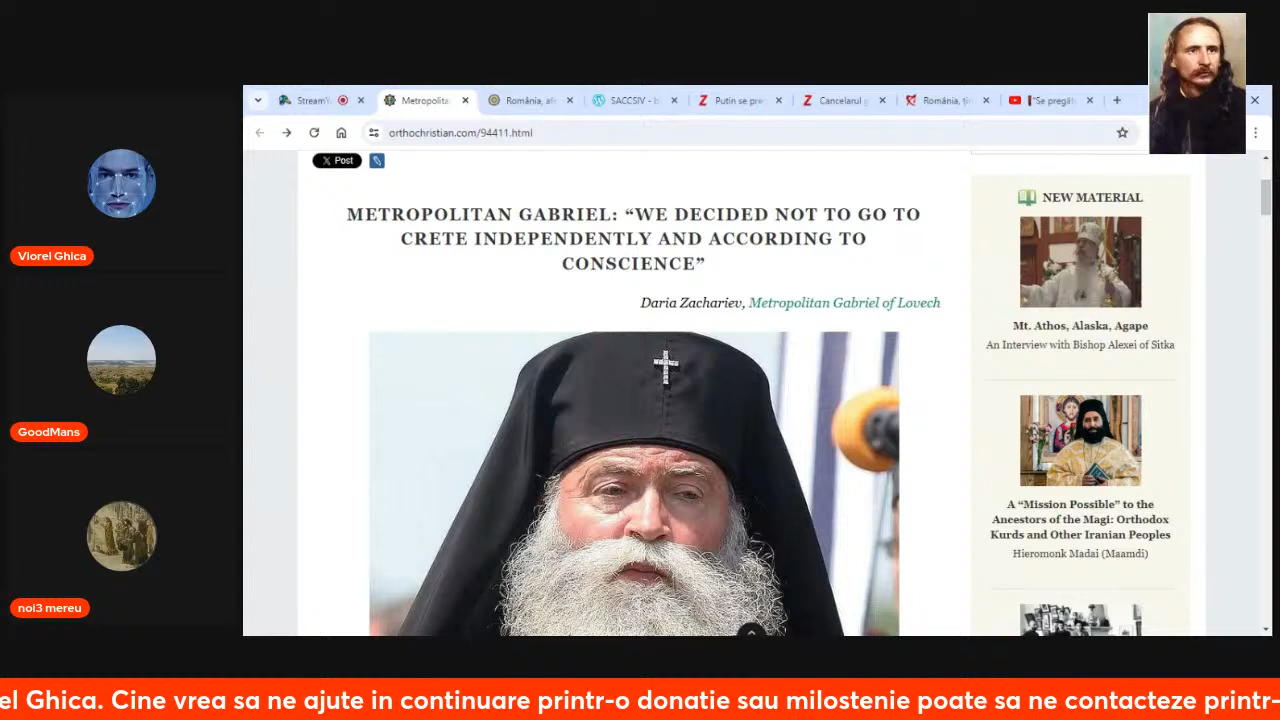 StreamY
Metropolita
România, afe
SACCSIV - b
Putin se pre
Cancelarul g
România, țin
"Se pregăt
orthochristian.com/94411.html
Post
METROPOLITAN GABRIEL: “WE DECIDED NOT TO GO TO
CRETE INDEPENDENTLY AND ACCORDING TO
CONSCIENCE”
Daria Zachariev, Metropolitan Gabriel of Lovech
NEW MATERIAL
Mt. Athos, Alaska, Agape
An Interview with Bishop Alexei of Sitka
A “Mission Possible” to the
Ancestors of the Magi: Orthodox
Kurds and Other Iranian Peoples
Hieromonk Madai (Maamdi)
Viorel Ghica
GoodMans
noi3 mereu
el Ghica. Cine vrea sa ne ajute in continuare printr-o donatie sau milostenie poate sa ne contacteze printr-